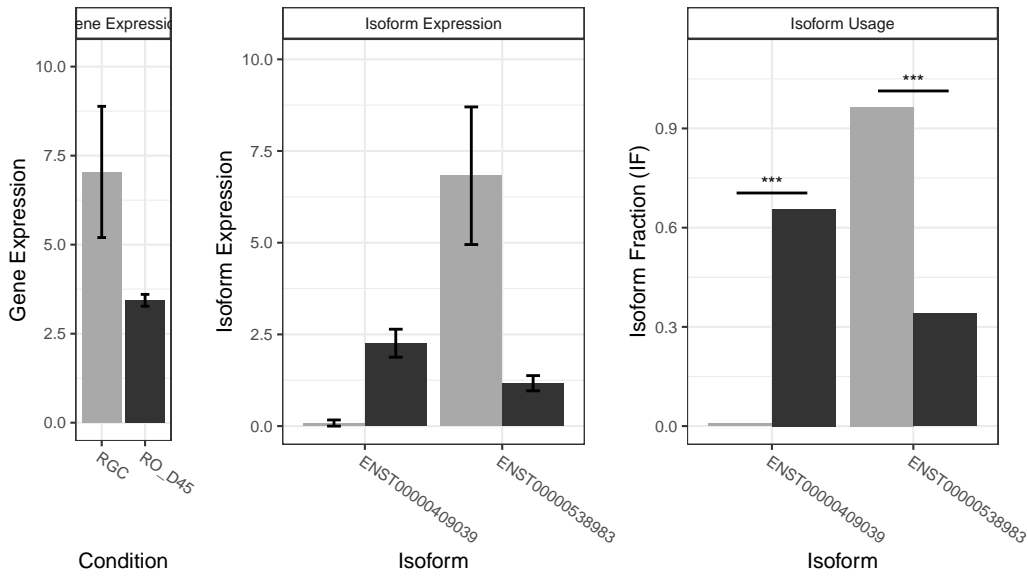 ene Expressio
Gene Expression
10.0
7.5
5.0
2.5
0.0
RGC
RO_D45
Condition
Isoform Expression
Isoform Expression
10.0
7.5
5.0
2.5
0.0
ENST00000409039
ENST00000538983
Isoform
Isoform Usage
Isoform Fraction (IF)
0.9
0.6
0.3
0.0
***
***
ENST00000409039
ENST00000538983
Isoform